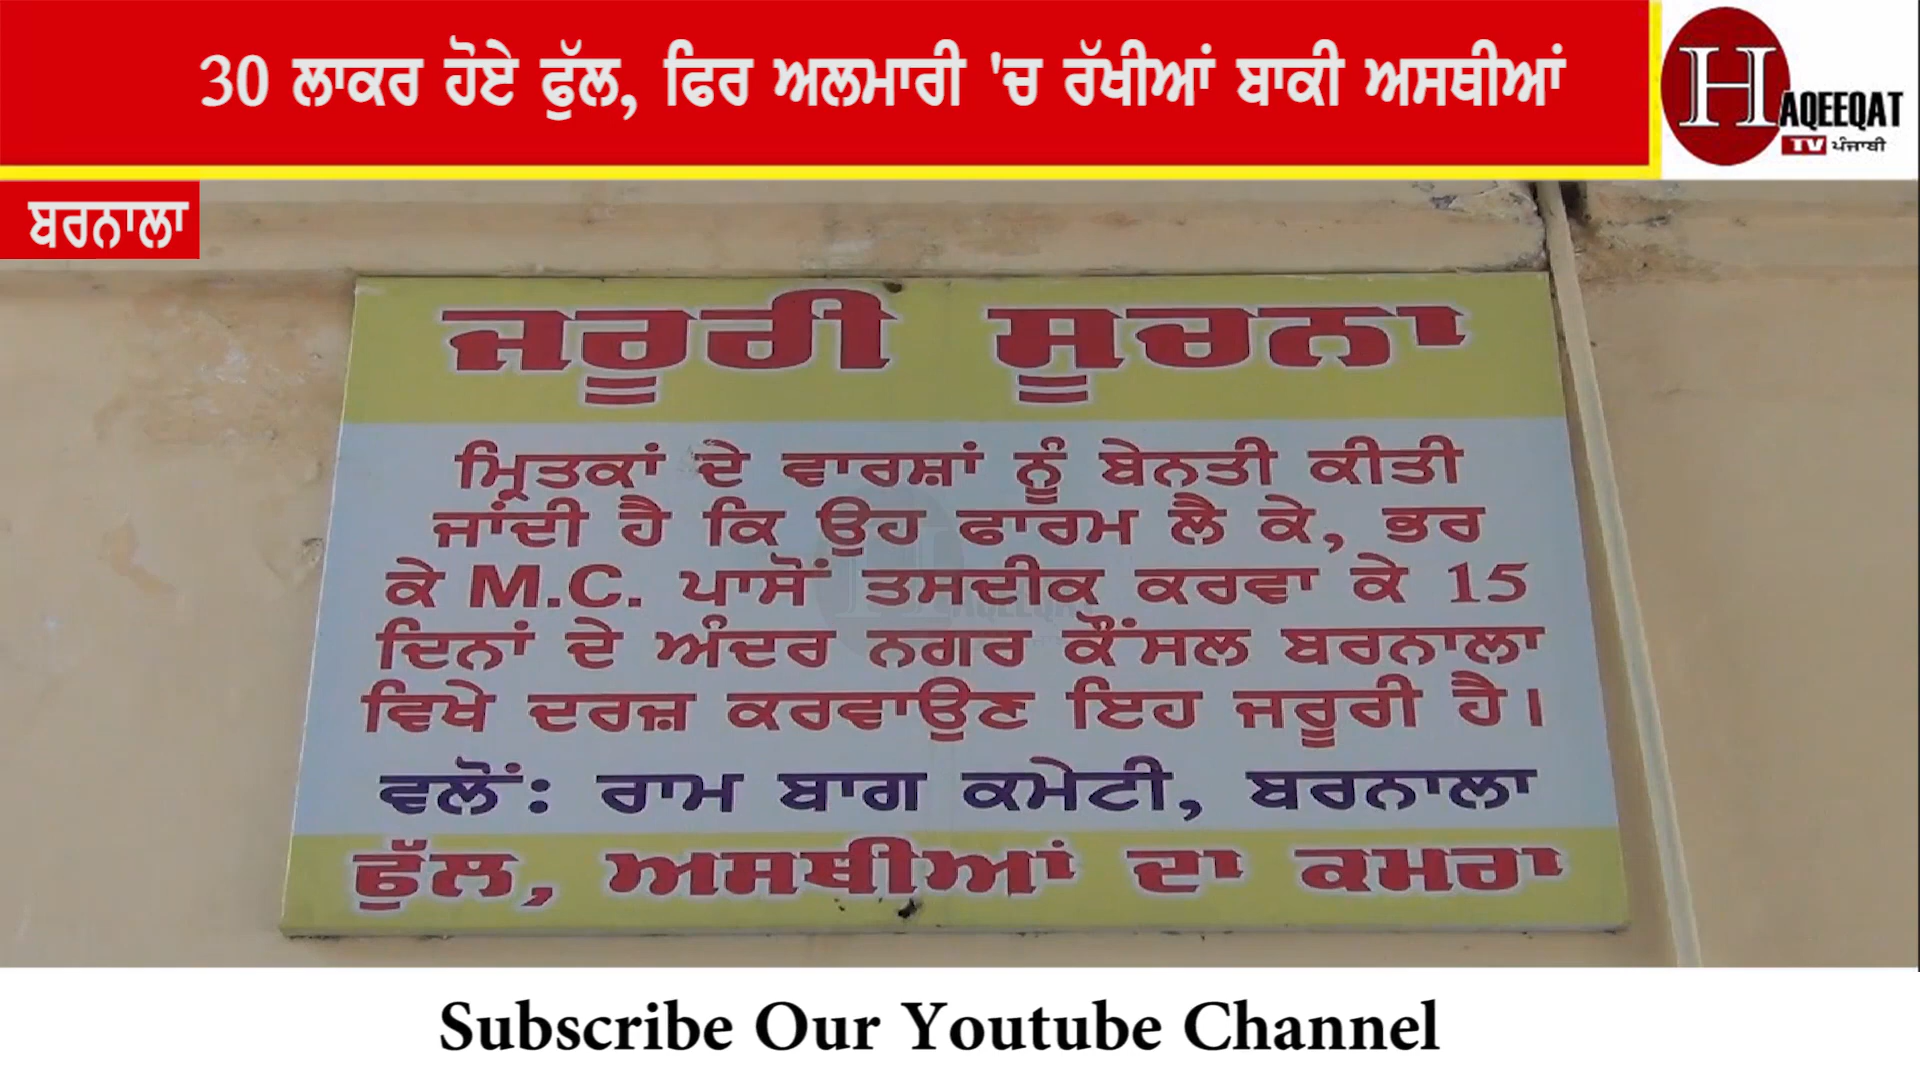 30 ਲਾਕਰ ਹੋਏ ਫੁੱਲ, ਫਿਰ ਅਲਮਾਰੀ 'ਚ ਰੱਖੀਆਂ ਬਾਕੀ ਅਸਥੀਆਂ
HAQEEQAT
TV ਪੰਜਾਬੀ
ਬਰਨਾਲਾ
ਜਰੂਰੀ ਸੂਚਨਾ
ਮ੍ਰਿਤਕਾਂ ਦੇ ਵਾਰਸ਼ਾਂ ਨੂੰ ਬੇਨਤੀ ਕੀਤੀ
ਜਾਂਦੀ ਹੈ ਕਿ ਉਹ ਫਾਰਮ ਲੈ ਕੇ, ਭਰ
ਕੇ M.C. ਪਾਸੋਂ ਤਸਦੀਕ ਕਰਵਾ ਕੇ 15
ਦਿਨਾਂ ਦੇ ਅੰਦਰ ਨਗਰ ਕੌਂਸਲ ਬਰਨਾਲਾ
ਵਿਖੇ ਦਰਜ਼ ਕਰਵਾਉਣ ਇਹ ਜਰੂਰੀ ਹੈ।
ਵਲੋਂ: ਰਾਮ ਬਾਗ ਕਮੇਟੀ, ਬਰਨਾਲਾ
ਫੁੱਲ, ਅਸਥੀਆਂ ਦਾ ਕਮਰਾ
Subscribe Our Youtube Channel